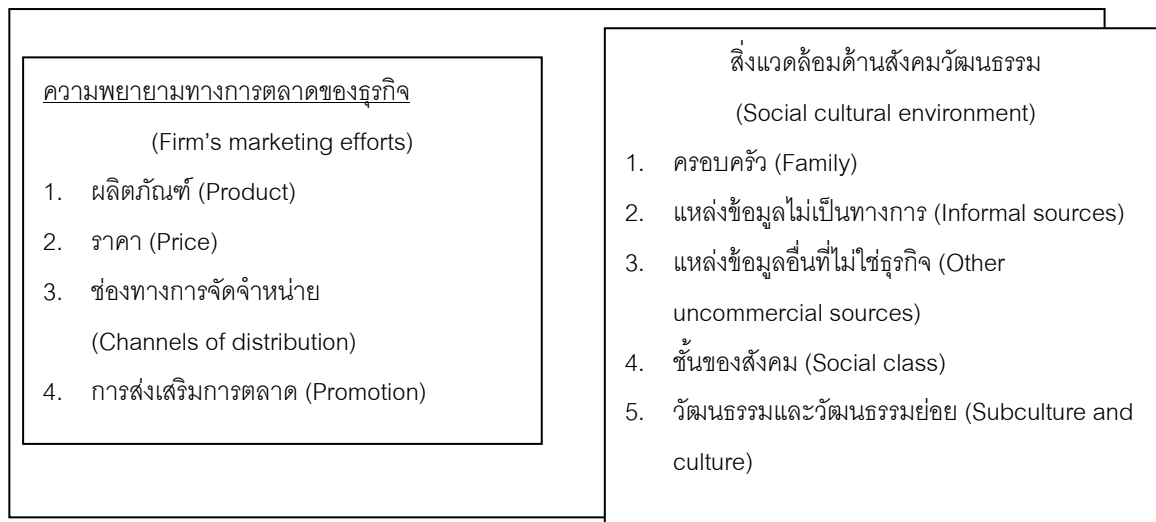 ความพยายามทางการตลาดของธุรกิจ
(Firm's marketing efforts)
1. ผลิตภัณฑ์ (Product)
2. ราคา (Price)
3. ช่องทางการจัดจำหน่าย
(Channels of distribution)
4. การส่งเสริมการตลาด (Promotion)
สิ่งแวดล้อมด้านสังคมวัฒนธรรม
(Social cultural environment)
1. ครอบครัว (Family)
2. แหล่งข้อมูลไม่เป็นทางการ (Informal sources)
3. แหล่งข้อมูลอื่นที่ไม่ใช่ธุรกิจ (Other
uncommercial sources)
4. ชั้นของสังคม (Social class)
5. วัฒนธรรมและวัฒนธรรมย่อย (Subculture and
culture)